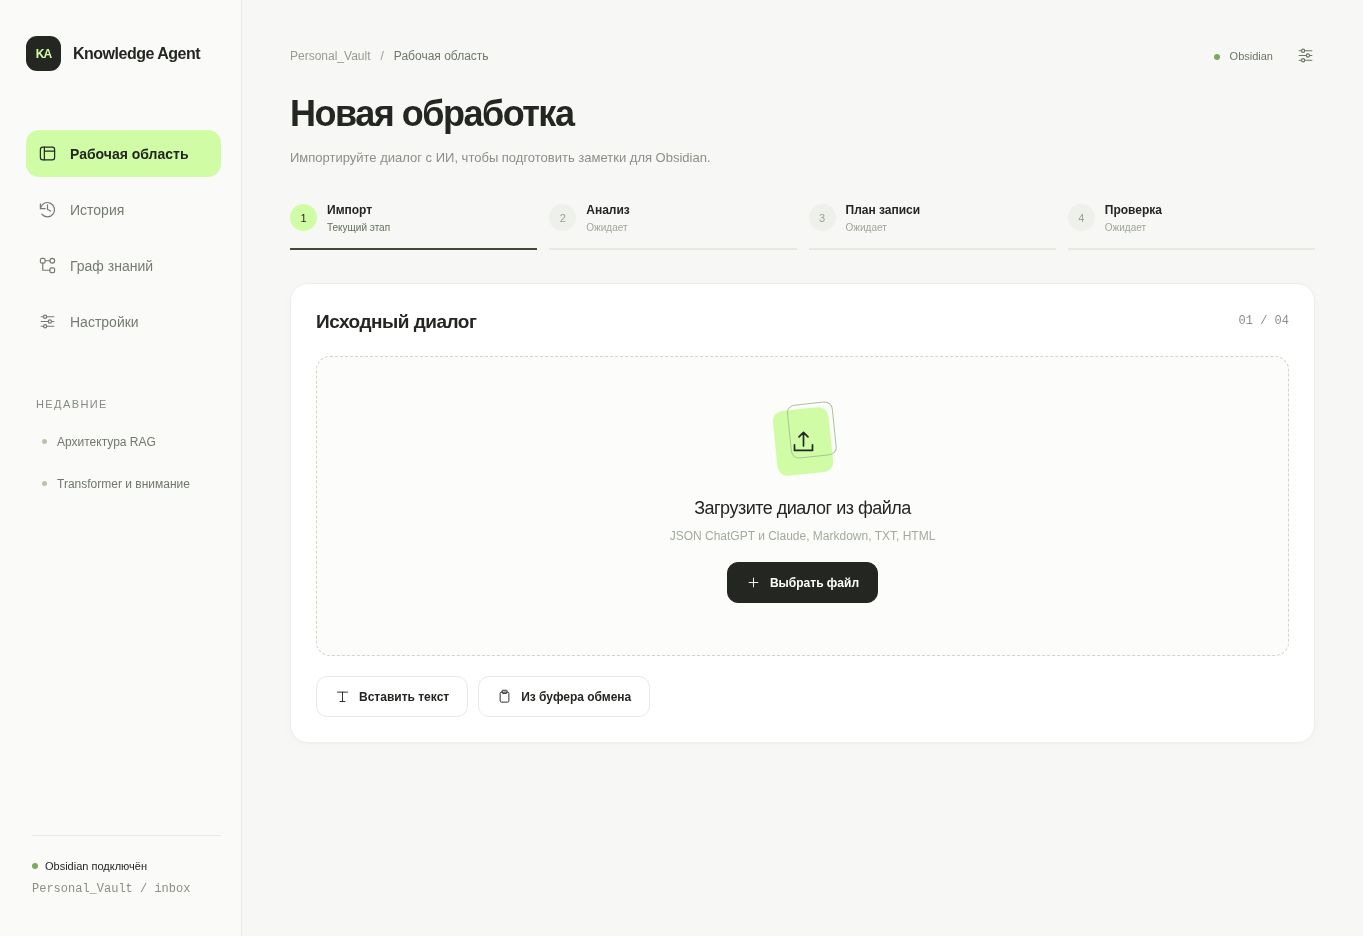 KA
Knowledge Agent
Рабочая область
История
Граф знаний
Настройки
НЕДАВНИЕ
Архитектура RAG
Transformer и внимание
Obsidian подключён
Personal_Vault / inbox
Personal_Vault / Рабочая область
Obsidian
Новая обработка
Импортируйте диалог с ИИ, чтобы подготовить заметки для Obsidian.
1
Импорт
Текущий этап
2
Анализ
Ожидает
3
План записи
Ожидает
4
Проверка
Ожидает
Исходный диалог
01 / 04
Загрузите диалог из файла
JSON ChatGPT и Claude, Markdown, TXT, HTML
Выбрать файл
Вставить текст
Из буфера обмена